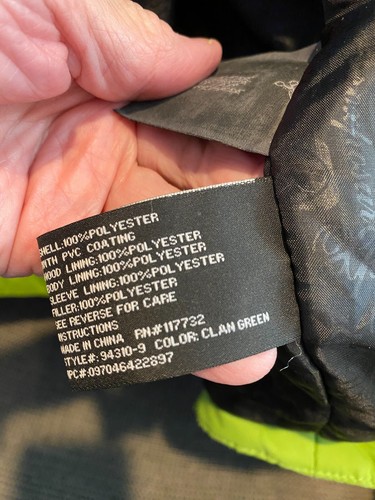 SHELL:100%POLYESTER
WITH PVC COATING
HOOD LINING:100%POLYESTER
BODY LINING:100%POLYESTER
SLEEVE LINING:100%POLYESTER
FILLER:100%POLYESTER
SEE REVERSE FOR CARE
INSTRUCTIONS
MADE IN CHINA RN#117732
STYLE#: 94310-9 COLOR: CLAN GREEN
UPC#:097046422897